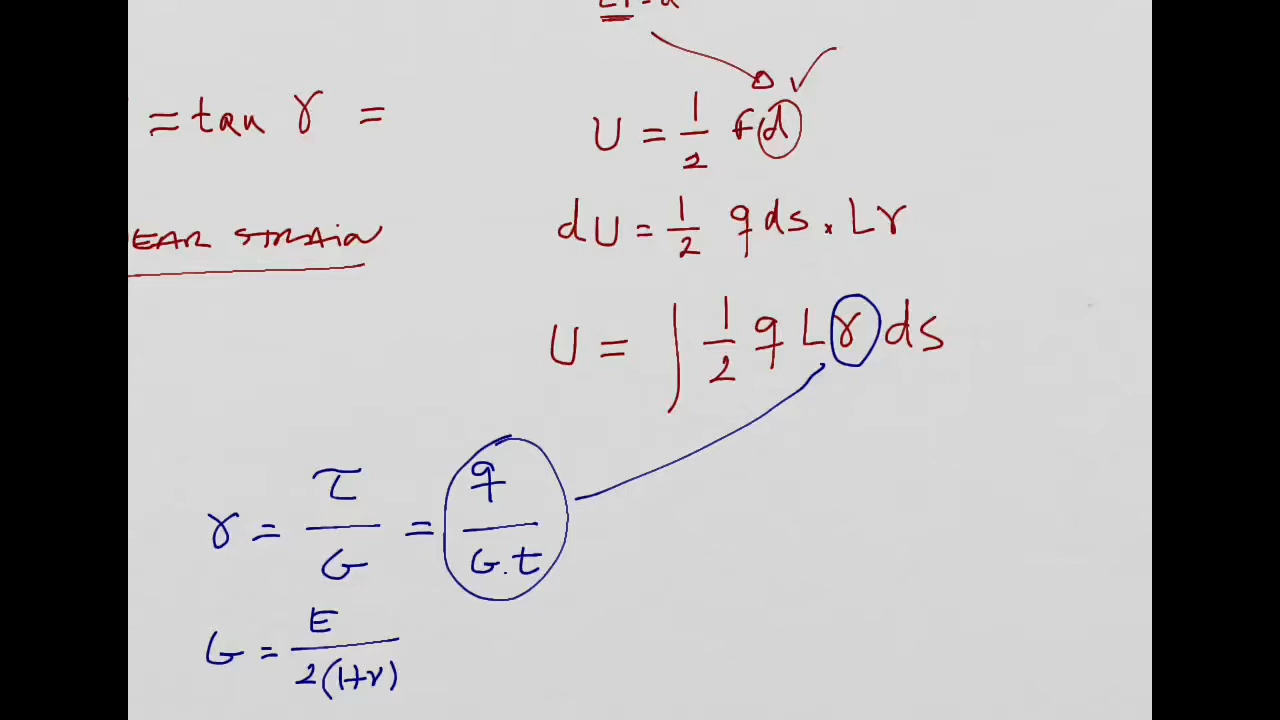 = tan γ =
U = 1/2 F d
dU = 1/2 q ds . Lγ
EAR STRAIN
U = ∫ 1/2 q L γ ds
γ = τ/G = q/G.t
G = E/2(1+ν)